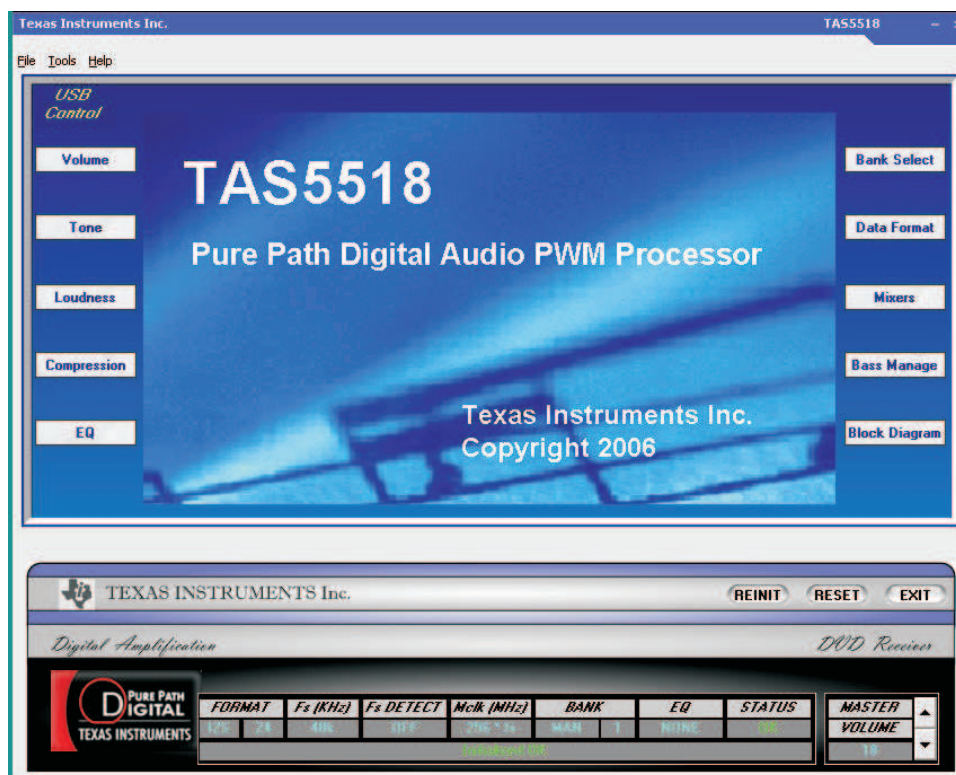 Texas Instruments Inc. TAS5518
File Tools Help
USB
Control
Volume
Tone
Loudness
Compression
EQ
TAS5518
Pure Path Digital Audio PWM Processor
Texas Instruments Inc.
Copyright 2006
Bank Select
Data Format
Mixers
Bass Manage
Block Diagram
TEXAS INSTRUMENTS Inc. REINIT RESET EXIT
Digital Amplification DVD Receiver
PURE PATH
DIGITAL
TEXAS INSTRUMENTS
FORMAT Fs (KHz) Fs DETECT Mclk (MHz) BANK EQ STATUS
24 OFF MAN 1 NONE
MASTER
VOLUME
18